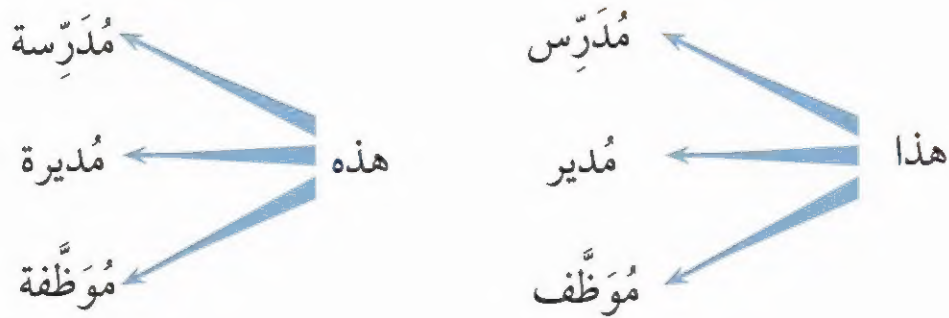 هذا
مُدَرِّس
مُدير
مُوَظَّف
هذه
مُدَرِّسة
مُديرة
مُوَظَّفة